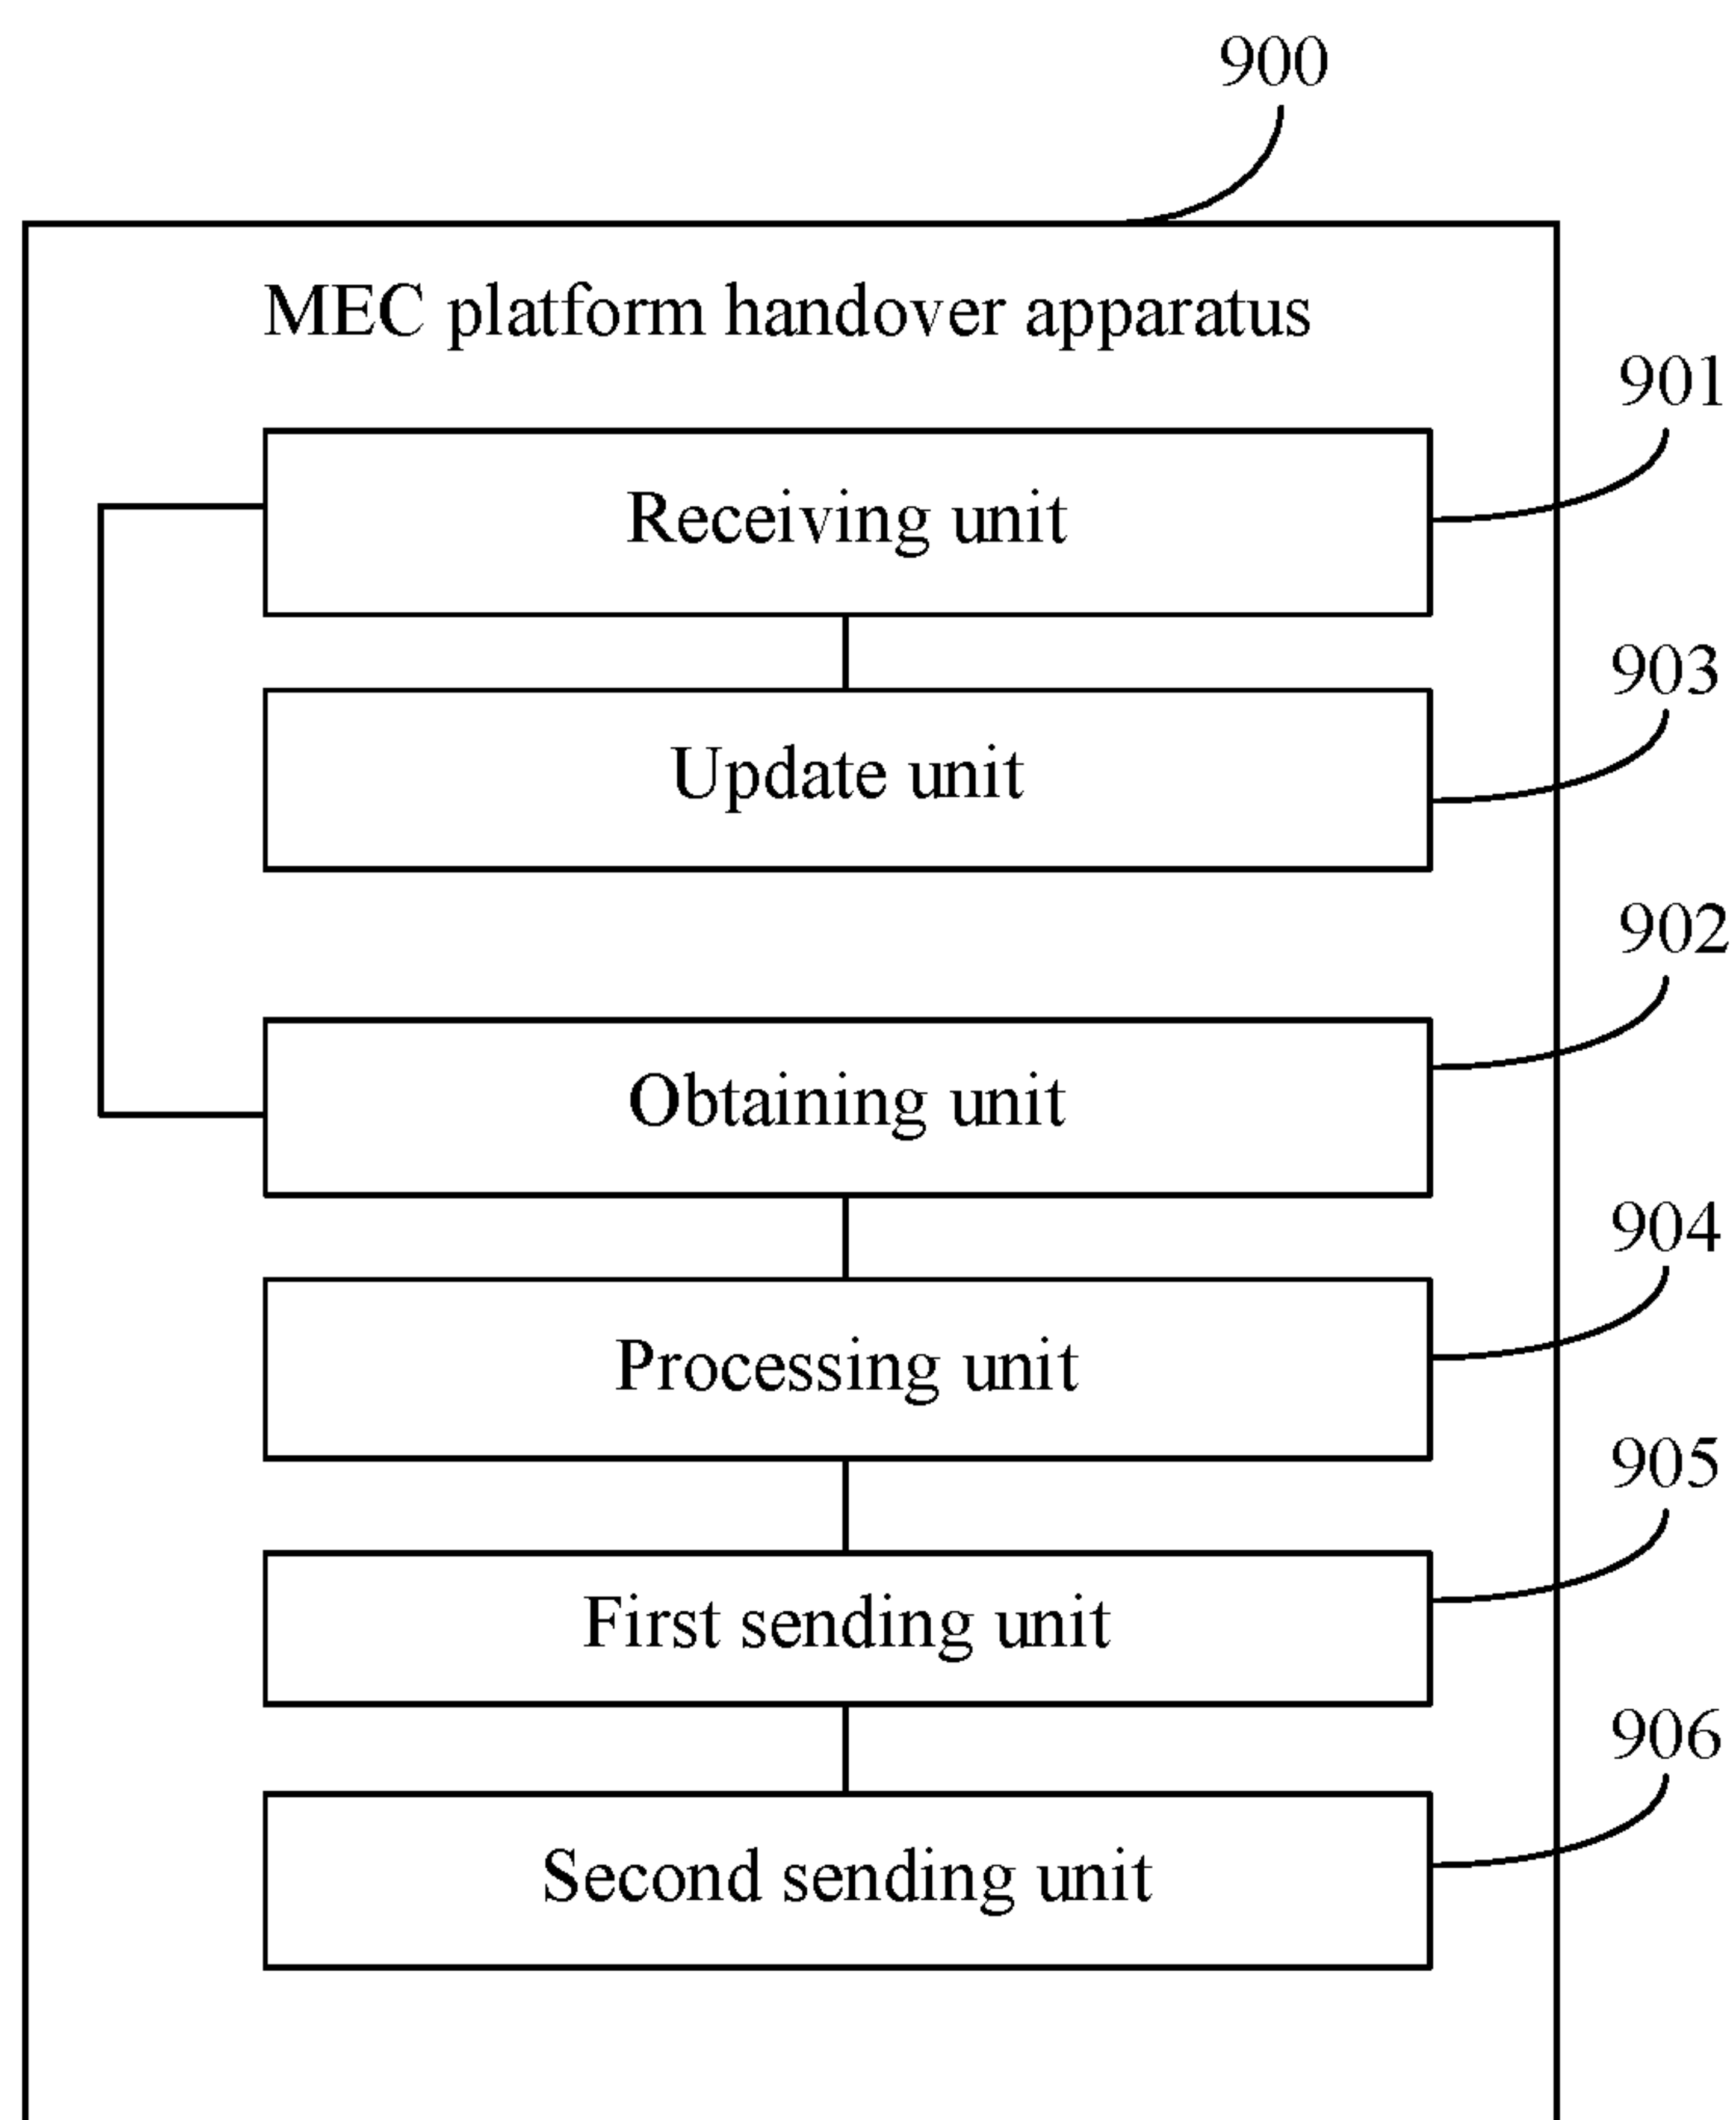 900
MEC platform handover apparatus
901
Receiving unit
903
Update unit
902
Obtaining unit
904
Processing unit
905
First sending unit
906
Second sending unit